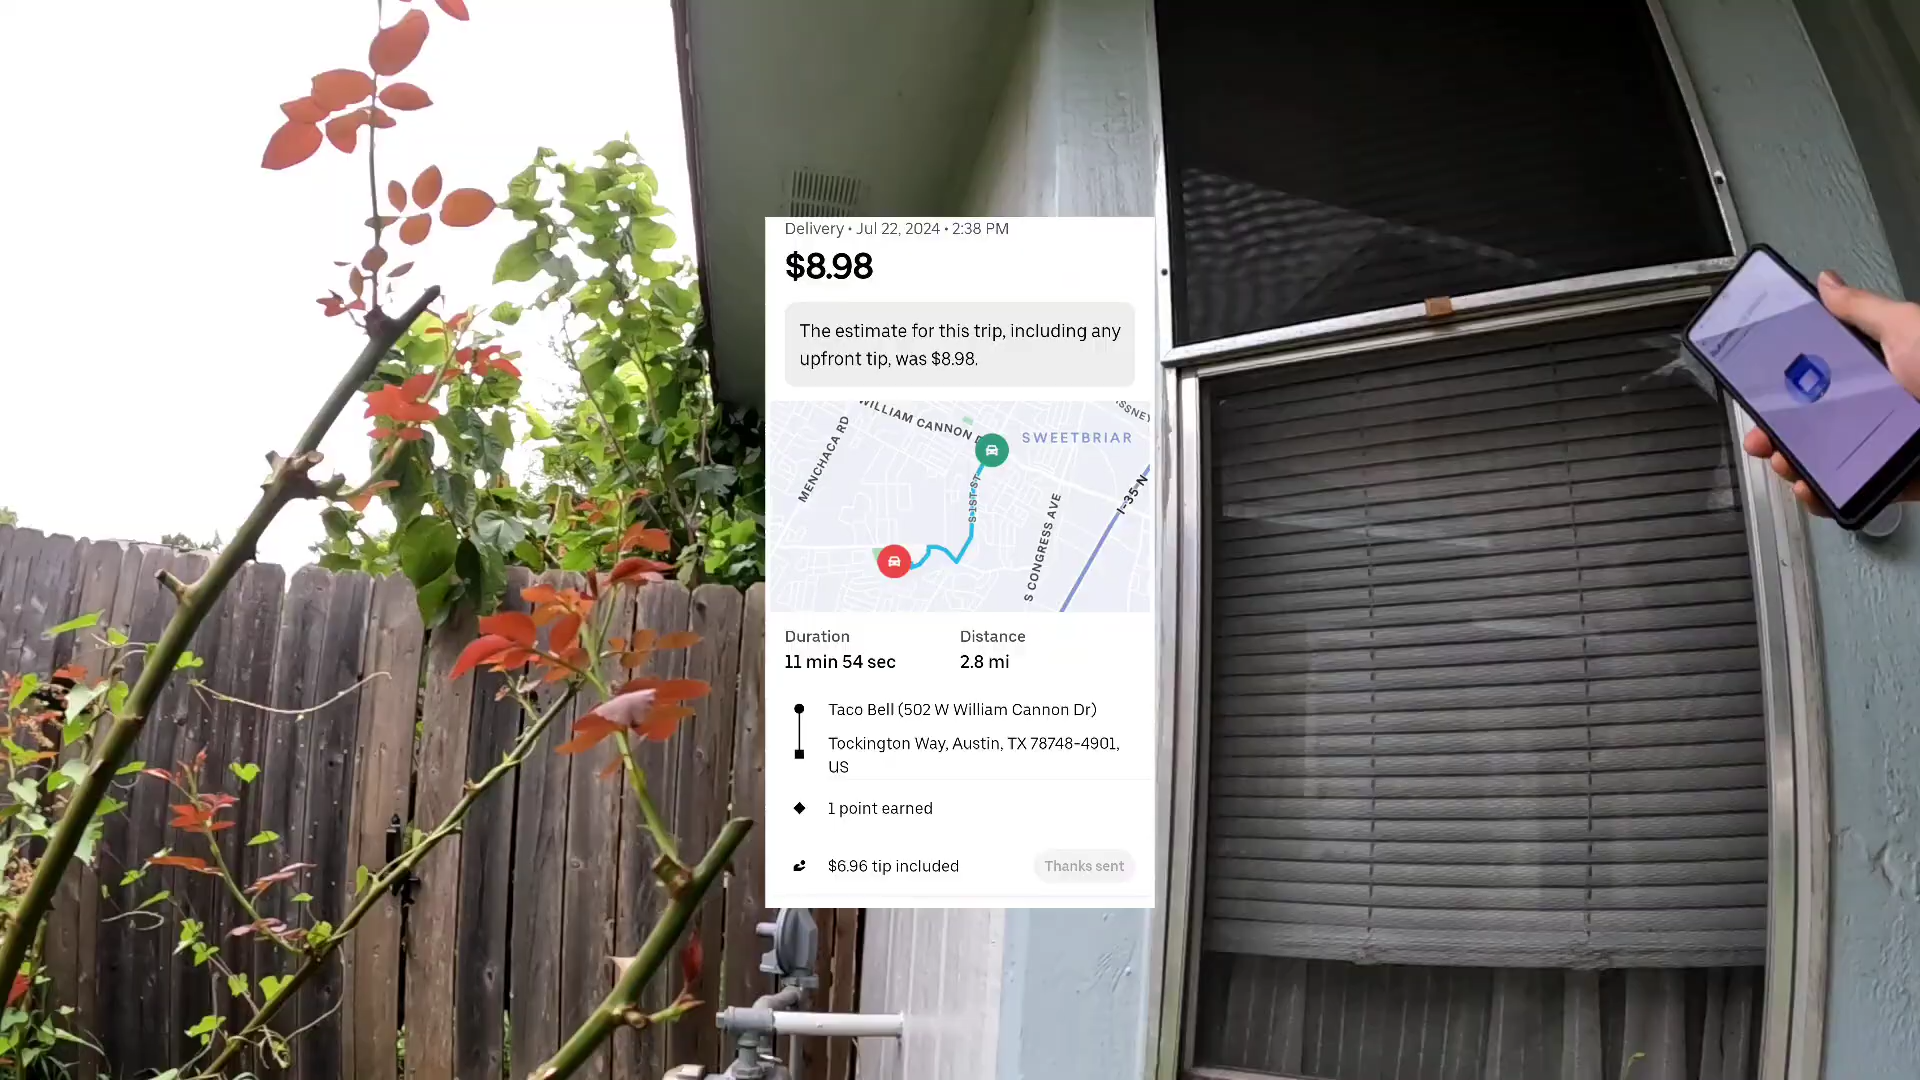 Delivery • Jul 22, 2024 • 2:38 PM
$8.98
The estimate for this trip, including any
upfront tip, was $8.98.
WILLIAM CANNON D
MENCHACA RD
SWEETBRIAR
S 1ST ST
S CONGRESS AVE
I-35 N
Duration
Distance
11 min 54 sec
2.8 mi
Taco Bell (502 W William Cannon Dr)
Tockington Way, Austin, TX 78748-4901,
US
1 point earned
$6.96 tip included
Thanks sent